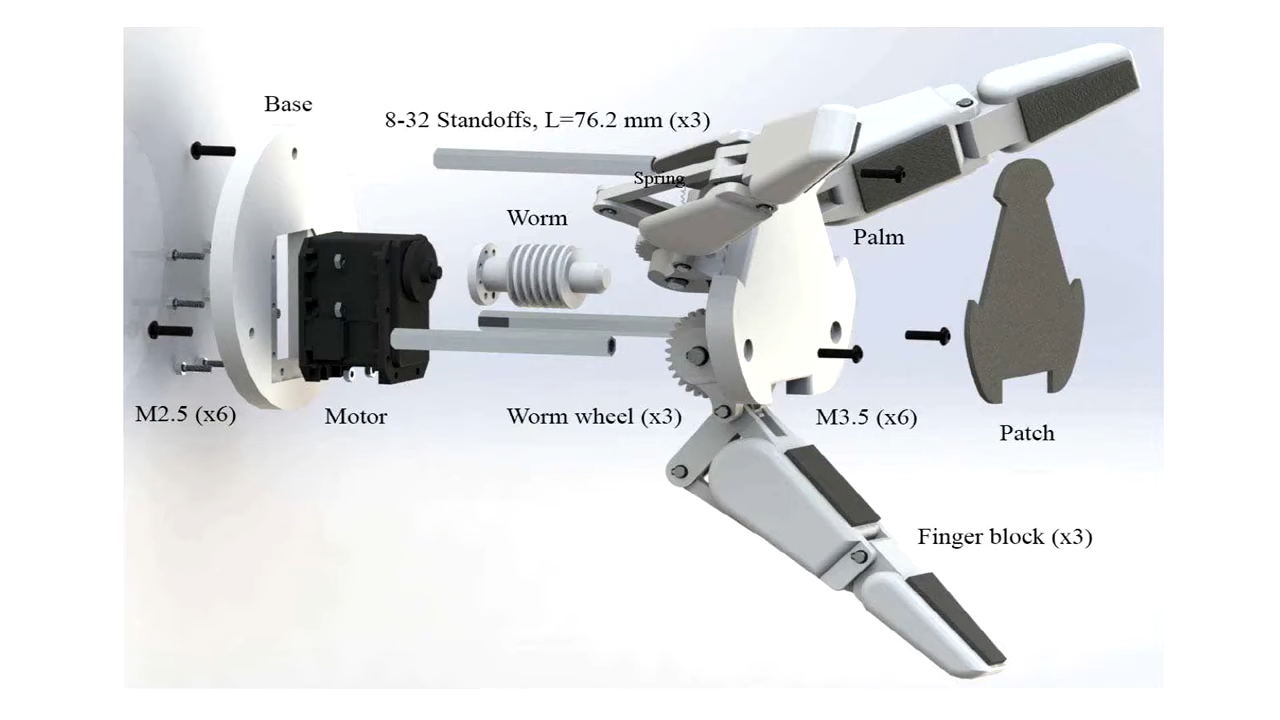 Base
8-32 Standoffs, L=76.2 mm (x3)
Spring
Worm
Palm
M2.5 (x6)
Motor
Worm wheel (x3)
M3.5 (x6)
Patch
Finger block (x3)